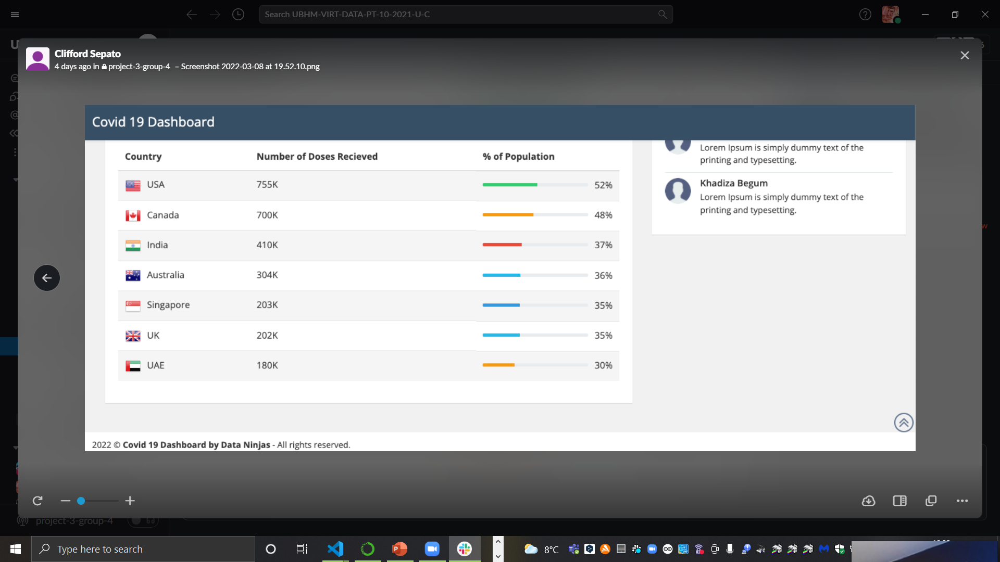 Search UBHM-VIRT-DATA-PT-10-2021-U-C
Clifford Sepato
4 days ago in project-3-group-4 – Screenshot 2022-03-08 at 19.52.10.png
Covid 19 Dashboard
Country Number of Doses Recieved % of Population
USA 755K 52%
Canada 700K 48%
India 410K 37%
Australia 304K 36%
Singapore 203K 35%
UK 202K 35%
UAE 180K 30%
Lorem Ipsum is simply dummy text of the
printing and typesetting.
Khadiza Begum
Lorem Ipsum is simply dummy text of the
printing and typesetting.
2022 © Covid 19 Dashboard by Data Ninjas - All rights reserved.
project-3-group-4
Type here to search
8°C